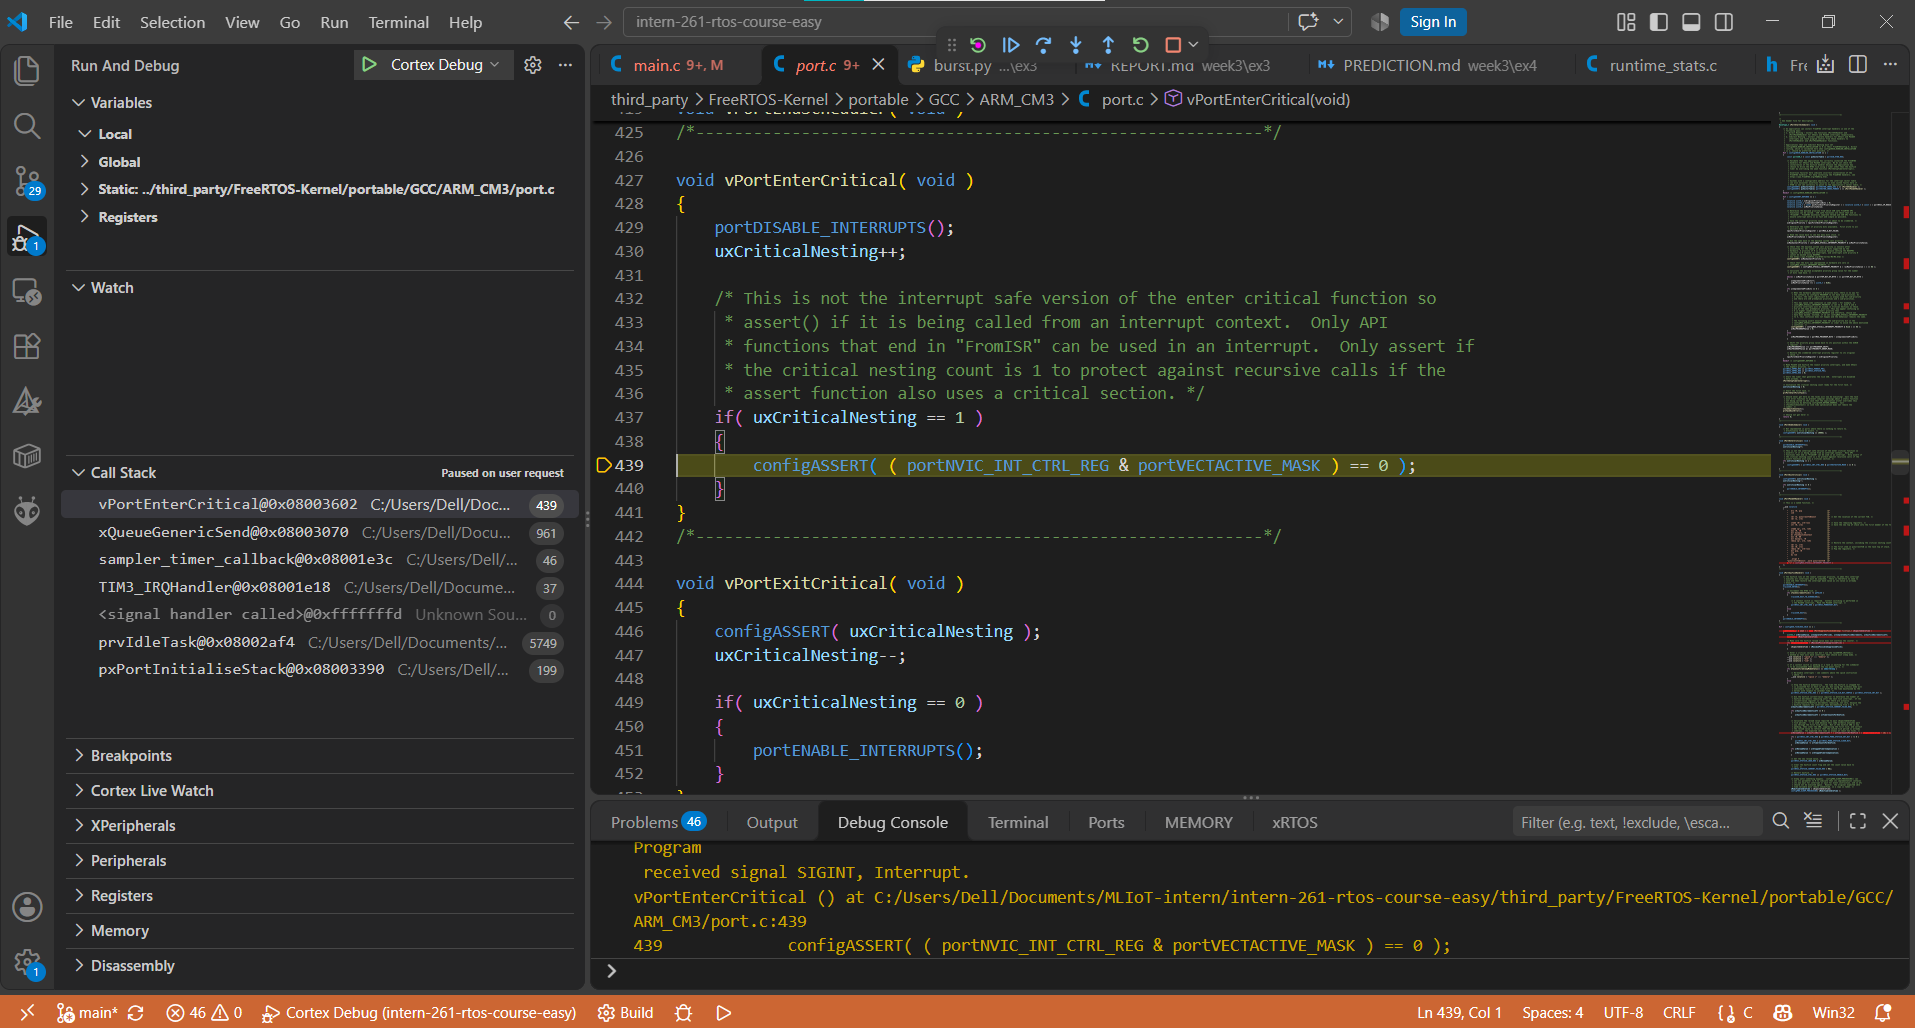 File Edit Selection View Go Run Terminal Help
intern-261-rtos-course-easy
Sign In
Run And Debug
Cortex Debug
main.c 9+, M
port.c 9+
burst.py ...\ex3
REPORT.md week3\ex3
PREDICTION.md week3\ex4
runtime_stats.c
third_party > FreeRTOS-Kernel > portable > GCC > ARM_CM3 > port.c > vPortEnterCritical(void)
Variables
Local
Global
Static: ../third_party/FreeRTOS-Kernel/portable/GCC/ARM_CM3/port.c
Registers
29
1
Watch
Call Stack
Paused on user request
vPortEnterCritical@0x08003602 C:/Users/Dell/Doc... 439
xQueueGenericSend@0x08003070 C:/Users/Dell/Docu... 961
sampler_timer_callback@0x08001e3c C:/Users/Dell/... 46
TIM3_IRQHandler@0x08001e18 C:/Users/Dell/Docume... 37
<signal handler called>@0xfffffffd Unknown Sou... 0
prvIdleTask@0x08002af4 C:/Users/Dell/Documents/... 5749
pxPortInitialiseStack@0x08003390 C:/Users/Dell/... 199
Breakpoints
Cortex Live Watch
XPeripherals
Peripherals
Registers
Memory
Disassembly
1
425 /*-----------------------------------------------------------*/
426
427 void vPortEnterCritical( void )
428 {
429 portDISABLE_INTERRUPTS();
430 uxCriticalNesting++;
431
432 /* This is not the interrupt safe version of the enter critical function so
433 * assert() if it is being called from an interrupt context.  Only API
434 * functions that end in "FromISR" can be used in an interrupt.  Only assert if
435 * the critical nesting count is 1 to protect against recursive calls if the
436 * assert function also uses a critical section. */
437 if( uxCriticalNesting == 1 )
438 {
439 configASSERT( ( portNVIC_INT_CTRL_REG & portVECTACTIVE_MASK ) == 0 );
440 }
441 }
442 /*-----------------------------------------------------------*/
443
444 void vPortExitCritical( void )
445 {
446 configASSERT( uxCriticalNesting );
447 uxCriticalNesting--;
448
449 if( uxCriticalNesting == 0 )
450 {
451 portENABLE_INTERRUPTS();
452 }
Problems 46 Output Debug Console Terminal Ports MEMORY xRTOS
Filter (e.g. text, !exclude, \esca...
Program
received signal SIGINT, Interrupt.
vPortEnterCritical () at C:/Users/Dell/Documents/MLIoT-intern/intern-261-rtos-course-easy/third_party/FreeRTOS-Kernel/portable/GCC/
ARM_CM3/port.c:439
439 configASSERT( ( portNVIC_INT_CTRL_REG & portVECTACTIVE_MASK ) == 0 );
>
main* 46 0 Cortex Debug (intern-261-rtos-course-easy) Build
Ln 439, Col 1 Spaces: 4 UTF-8 CRLF {} C Win32